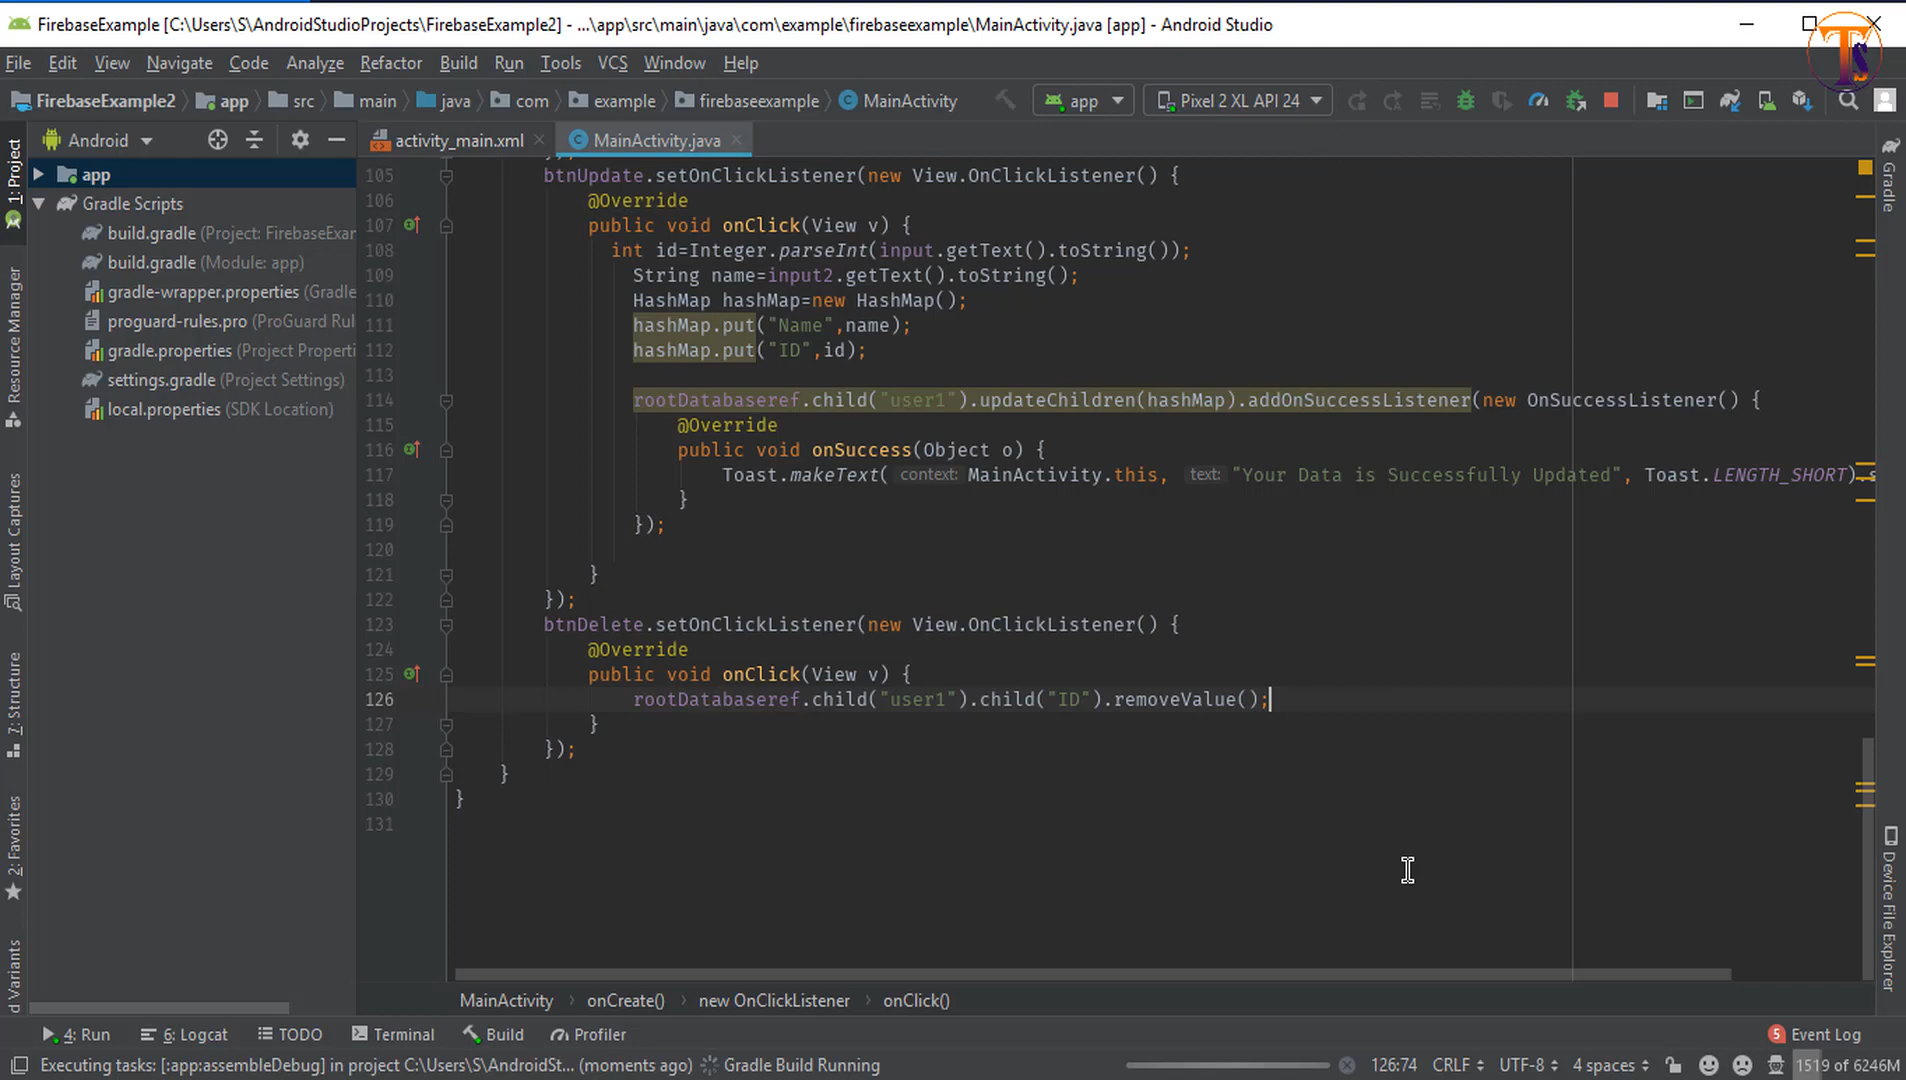 FirebaseExample [C:\Users\S\AndroidStudioProjects\FirebaseExample2] - ...\app\src\main\java\com\example\firebaseexample\MainActivity.java [app] - Android Studio
TS
File Edit View Navigate Code Analyze Refactor Build Run Tools VCS Window Help
FirebaseExample2 app src main java com example firebaseexample MainActivity app Pixel 2 XL API 24
Android activity_main.xml MainActivity.java
1: Project
Resource Manager
Layout Captures
7: Structure
2: Favorites
d Variants
app
Gradle Scripts
build.gradle (Project: FirebaseExar
build.gradle (Module: app)
gradle-wrapper.properties (Gradle
proguard-rules.pro (ProGuard Rul
gradle.properties (Project Properti
settings.gradle (Project Settings)
local.properties (SDK Location)
105 btnUpdate.setOnClickListener(new View.OnClickListener() {
106 @Override
107 public void onClick(View v) {
108 int id=Integer.parseInt(input.getText().toString());
109 String name=input2.getText().toString();
110 HashMap hashMap=new HashMap();
111 hashMap.put("Name",name);
112 hashMap.put("ID",id);
113
114 rootDatabaseref.child("user1").updateChildren(hashMap).addOnSuccessListener(new OnSuccessListener() {
115 @Override
116 public void onSuccess(Object o) {
117 Toast.makeText( context: MainActivity.this, text: "Your Data is Successfully Updated", Toast.LENGTH_SHORT).s
118 }
119 });
120
121 }
122 });
123 btnDelete.setOnClickListener(new View.OnClickListener() {
124 @Override
125 public void onClick(View v) {
126 rootDatabaseref.child("user1").child("ID").removeValue();
127 }
128 });
129 }
130 }
131
Gradle
Device File Explorer
MainActivity › onCreate() › new OnClickListener › onClick()
4: Run 6: Logcat TODO Terminal Build Profiler 5 Event Log
Executing tasks: [:app:assembleDebug] in project C:\Users\S\AndroidSt... (moments ago) Gradle Build Running 126:74 CRLF UTF-8 4 spaces 1519 of 6246M